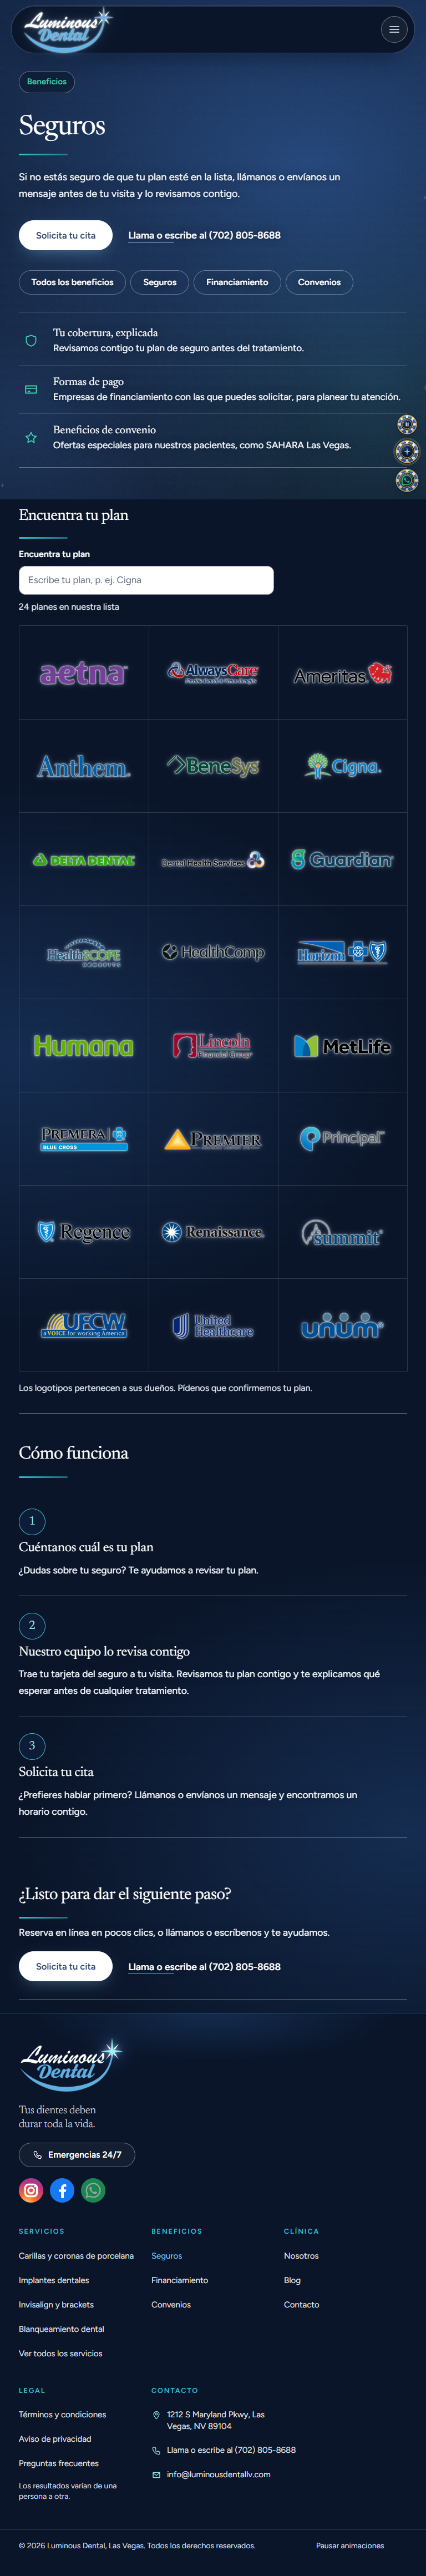 Luminous
Dental
Beneficios
Seguros
Si no estás seguro de que tu plan esté en la lista, llámanos o envíanos un
mensaje antes de tu visita y lo revisamos contigo.
Solicita tu cita
Llama o escribe al (702) 805-8688
Todos los beneficios
Seguros
Financiamiento
Convenios
Tu cobertura, explicada
Revisamos contigo tu plan de seguro antes del tratamiento.
Formas de pago
Empresas de financiamiento con las que puedes solicitar, para planear tu atención.
Beneficios de convenio
Ofertas especiales para nuestros pacientes, como SAHARA Las Vegas.
Encuentra tu plan
Encuentra tu plan
Escribe tu plan, p. ej. Cigna
24 planes en nuestra lista
aetna
AlwaysCare
Ameritas
Anthem
BeneSys
Cigna
DELTA DENTAL
Dental Health Services
Guardian
HealthSCOPE
BENEFITS
HealthComp
Horizon
Humana
Lincoln
Financial Group
MetLife
PREMERA
BLUE CROSS
PREMIER
Principal
Regence
Renaissance
summit
UFCW
a VOICE for working America
United
Healthcare
unum
Los logotipos pertenecen a sus dueños. Pídenos que confirmemos tu plan.
Cómo funciona
1
Cuéntanos cuál es tu plan
¿Dudas sobre tu seguro? Te ayudamos a revisar tu plan.
2
Nuestro equipo lo revisa contigo
Trae tu tarjeta del seguro a tu visita. Revisamos tu plan contigo y te explicamos qué
esperar antes de cualquier tratamiento.
3
Solicita tu cita
¿Prefieres hablar primero? Llámanos o envíanos un mensaje y encontramos un
horario contigo.
¿Listo para dar el siguiente paso?
Reserva en línea en pocos clics, o llámanos o escríbenos y te ayudamos.
Solicita tu cita
Llama o escribe al (702) 805-8688
Luminous
Dental
Tus dientes deben
durar toda la vida.
Emergencias 24/7
SERVICIOS
Carillas y coronas de porcelana
Implantes dentales
Invisalign y brackets
Blanqueamiento dental
Ver todos los servicios
BENEFICIOS
Seguros
Financiamiento
Convenios
CLÍNICA
Nosotros
Blog
Contacto
LEGAL
Términos y condiciones
Aviso de privacidad
Preguntas frecuentes
Los resultados varían de una
persona a otra.
CONTACTO
1212 S Maryland Pkwy, Las
Vegas, NV 89104
Llama o escribe al (702) 805-8688
info@luminousdentallv.com
© 2026 Luminous Dental, Las Vegas. Todos los derechos reservados.
Pausar animaciones